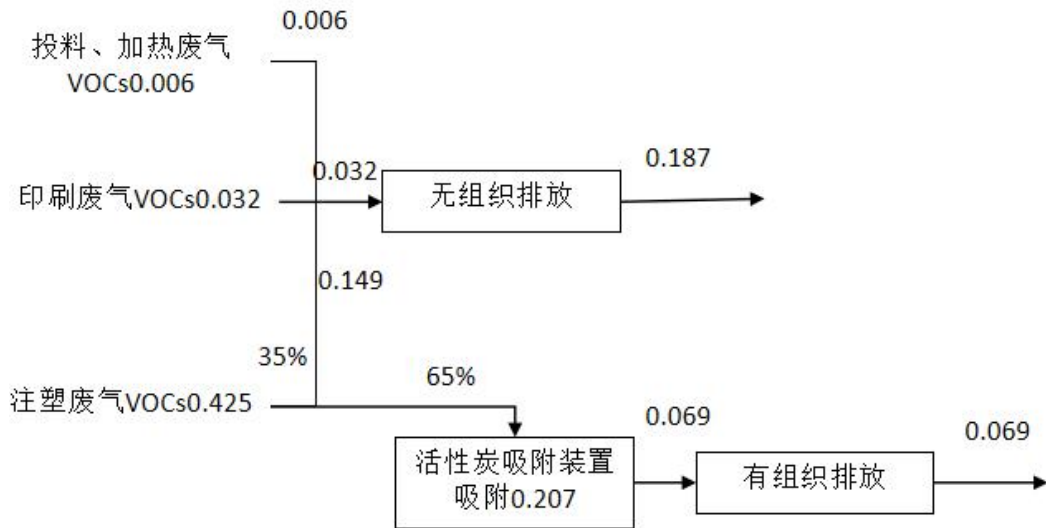 0.006
投料、加热废气
VOCs0.006
0.032
0.187
印刷废气VOCs0.032
无组织排放
0.149
35%
65%
注塑废气VOCs0.425
0.069
0.069
活性炭吸附装置
吸附0.207
有组织排放